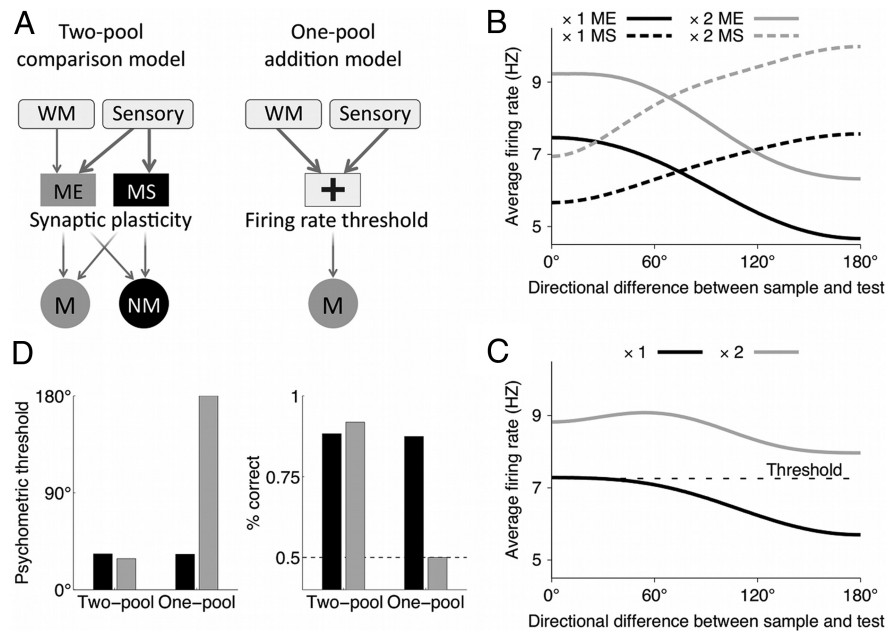 A
Two-pool
comparison model
One-pool
addition model
WM
Sensory
WM
Sensory
ME
MS
+
Synaptic plasticity
Firing rate threshold
M
NM
M
B
× 1 ME
× 2 ME
× 1 MS
× 2 MS
Average firing rate (HZ)
9
7
5
0°
60°
120°
180°
Directional difference between sample and test
D
Psychometric threshold
180°
90°
0°
Two–pool
One–pool
% correct
1
0.75
0.5
Two–pool
One–pool
C
× 1
× 2
Average firing rate (HZ)
9
7
5
Threshold
0°
60°
120°
180°
Directional difference between sample and test